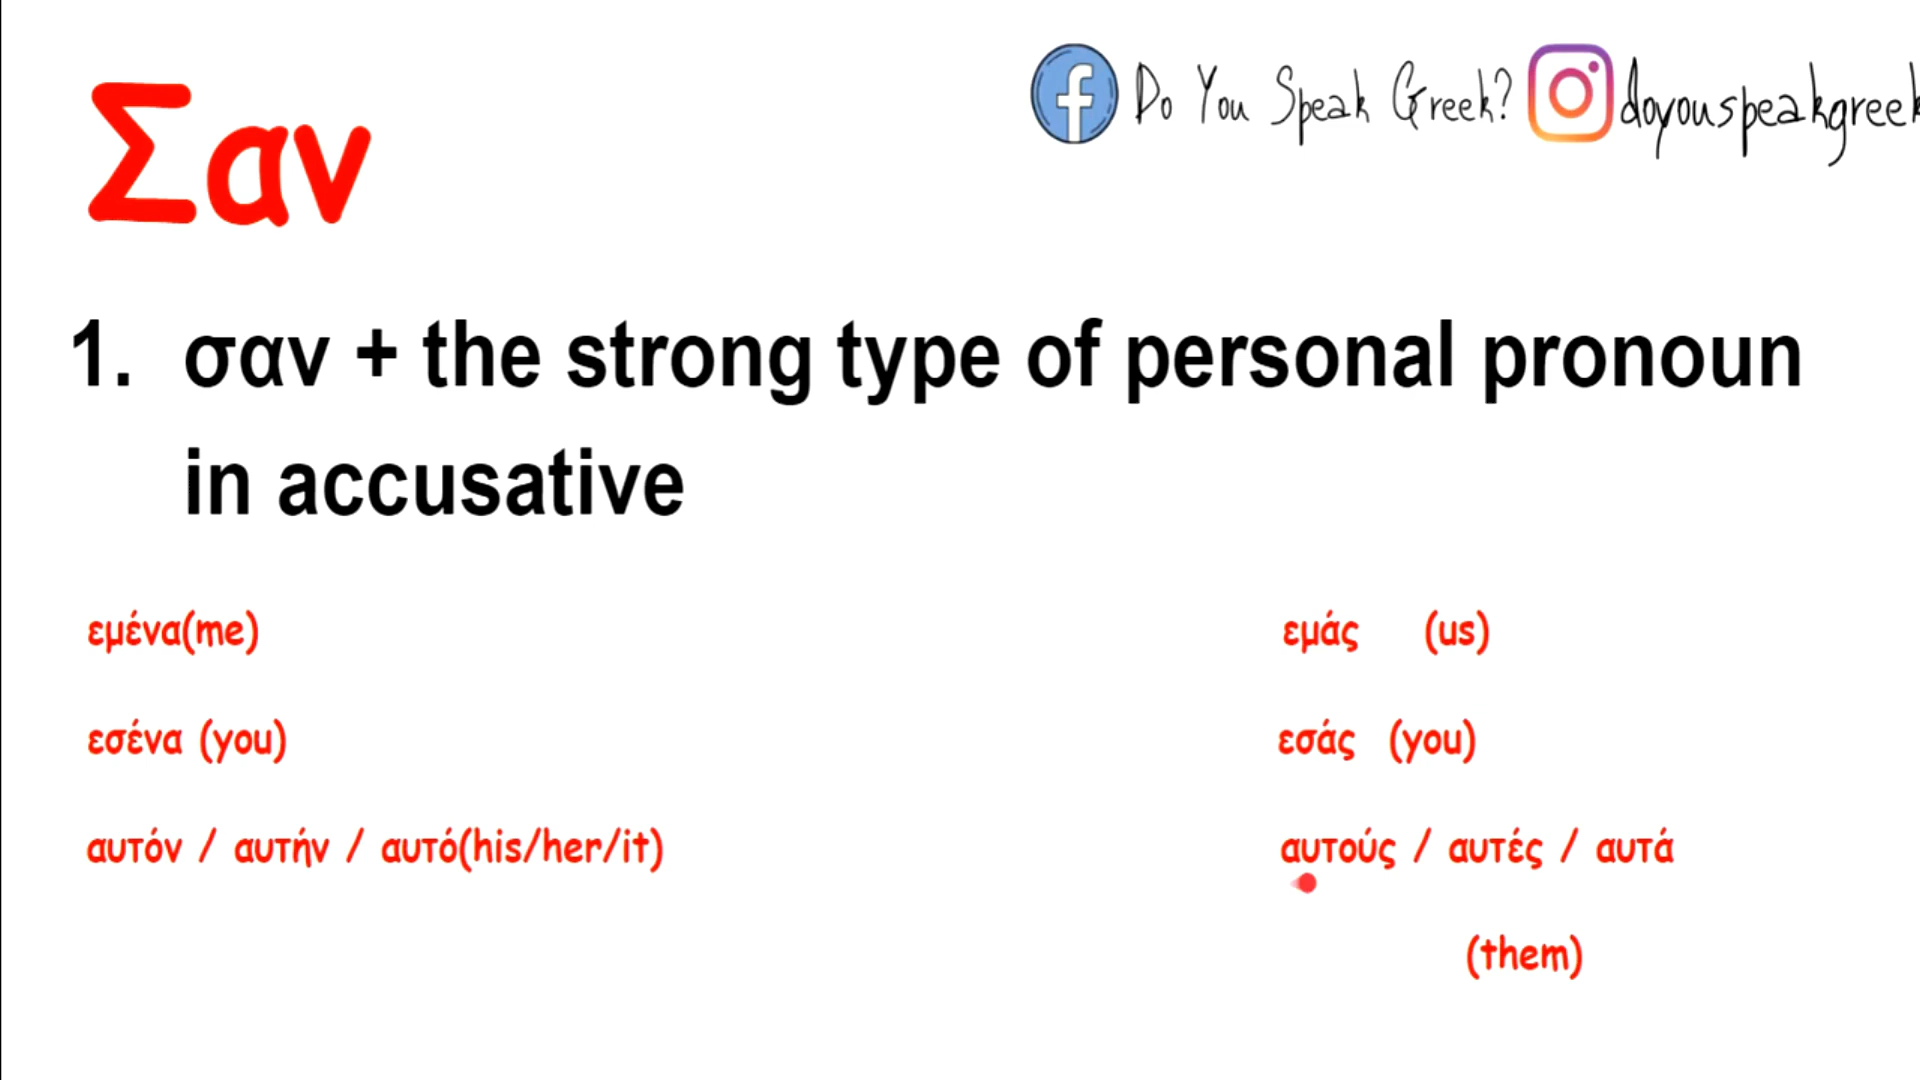 Do You Speak Greek? doyouspeakgreek
Σαν
1. σαν + the strong type of personal pronoun
in accusative
εμένα(me) εμάς (us)
εσένα (you) εσάς (you)
αυτόν / αυτήν / αυτό(his/her/it) αυτούς / αυτές / αυτά
(them)